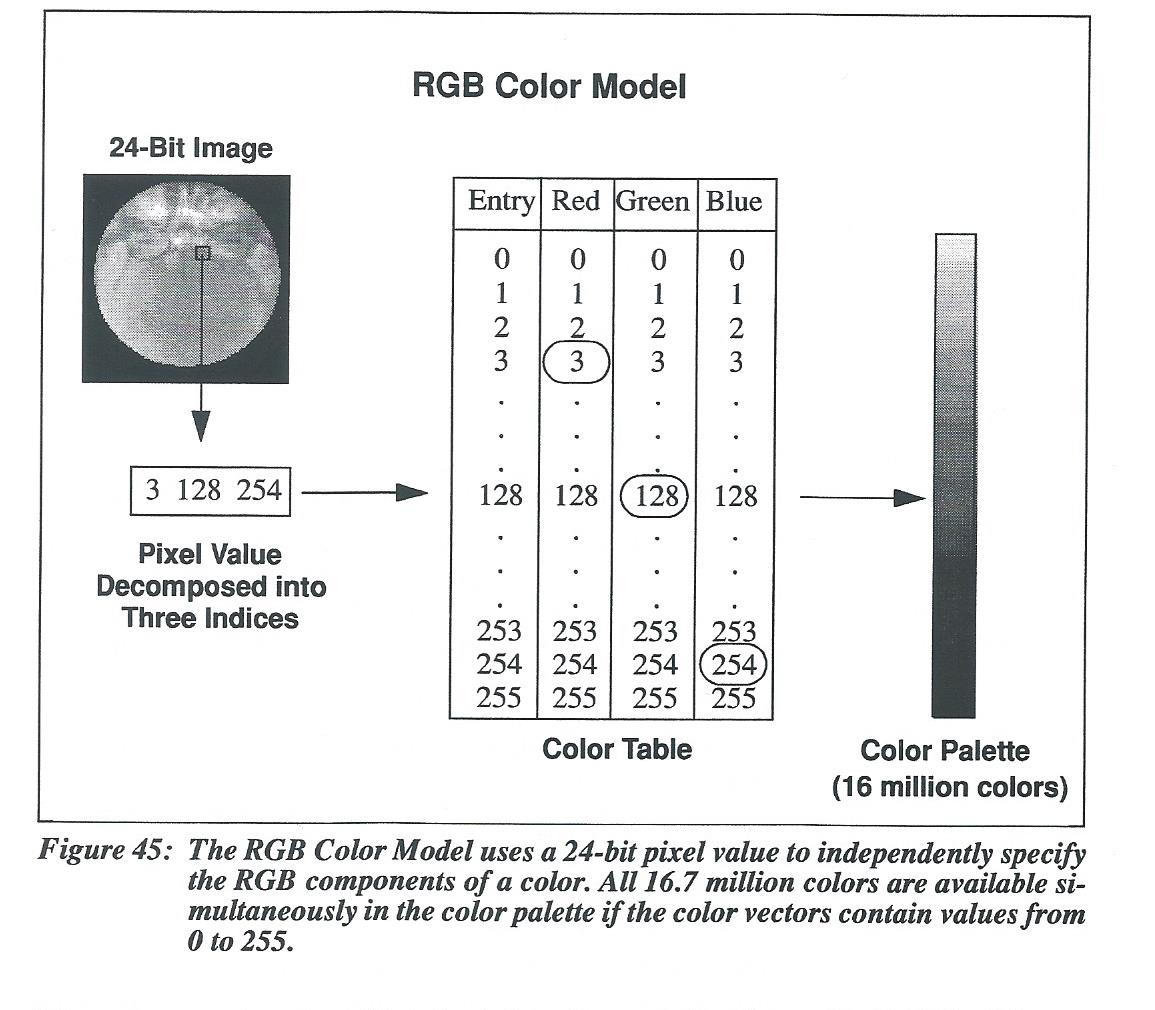 RGB Color Model
24-Bit Image
Entry Red Green Blue
0 0 0 0
1 1 1 1
2 2 2 2
3 3 3 3
. . . .
. . . .
. . . .
128 128 128 128
. . . .
. . . .
. . . .
253 253 253 253
254 254 254 254
255 255 255 255
3 128 254
Pixel Value
Decomposed into
Three Indices
Color Table
Color Palette
(16 million colors)
Figure 45: The RGB Color Model uses a 24-bit pixel value to independently specify
the RGB components of a color. All 16.7 million colors are available si-
multaneously in the color palette if the color vectors contain values from
0 to 255.